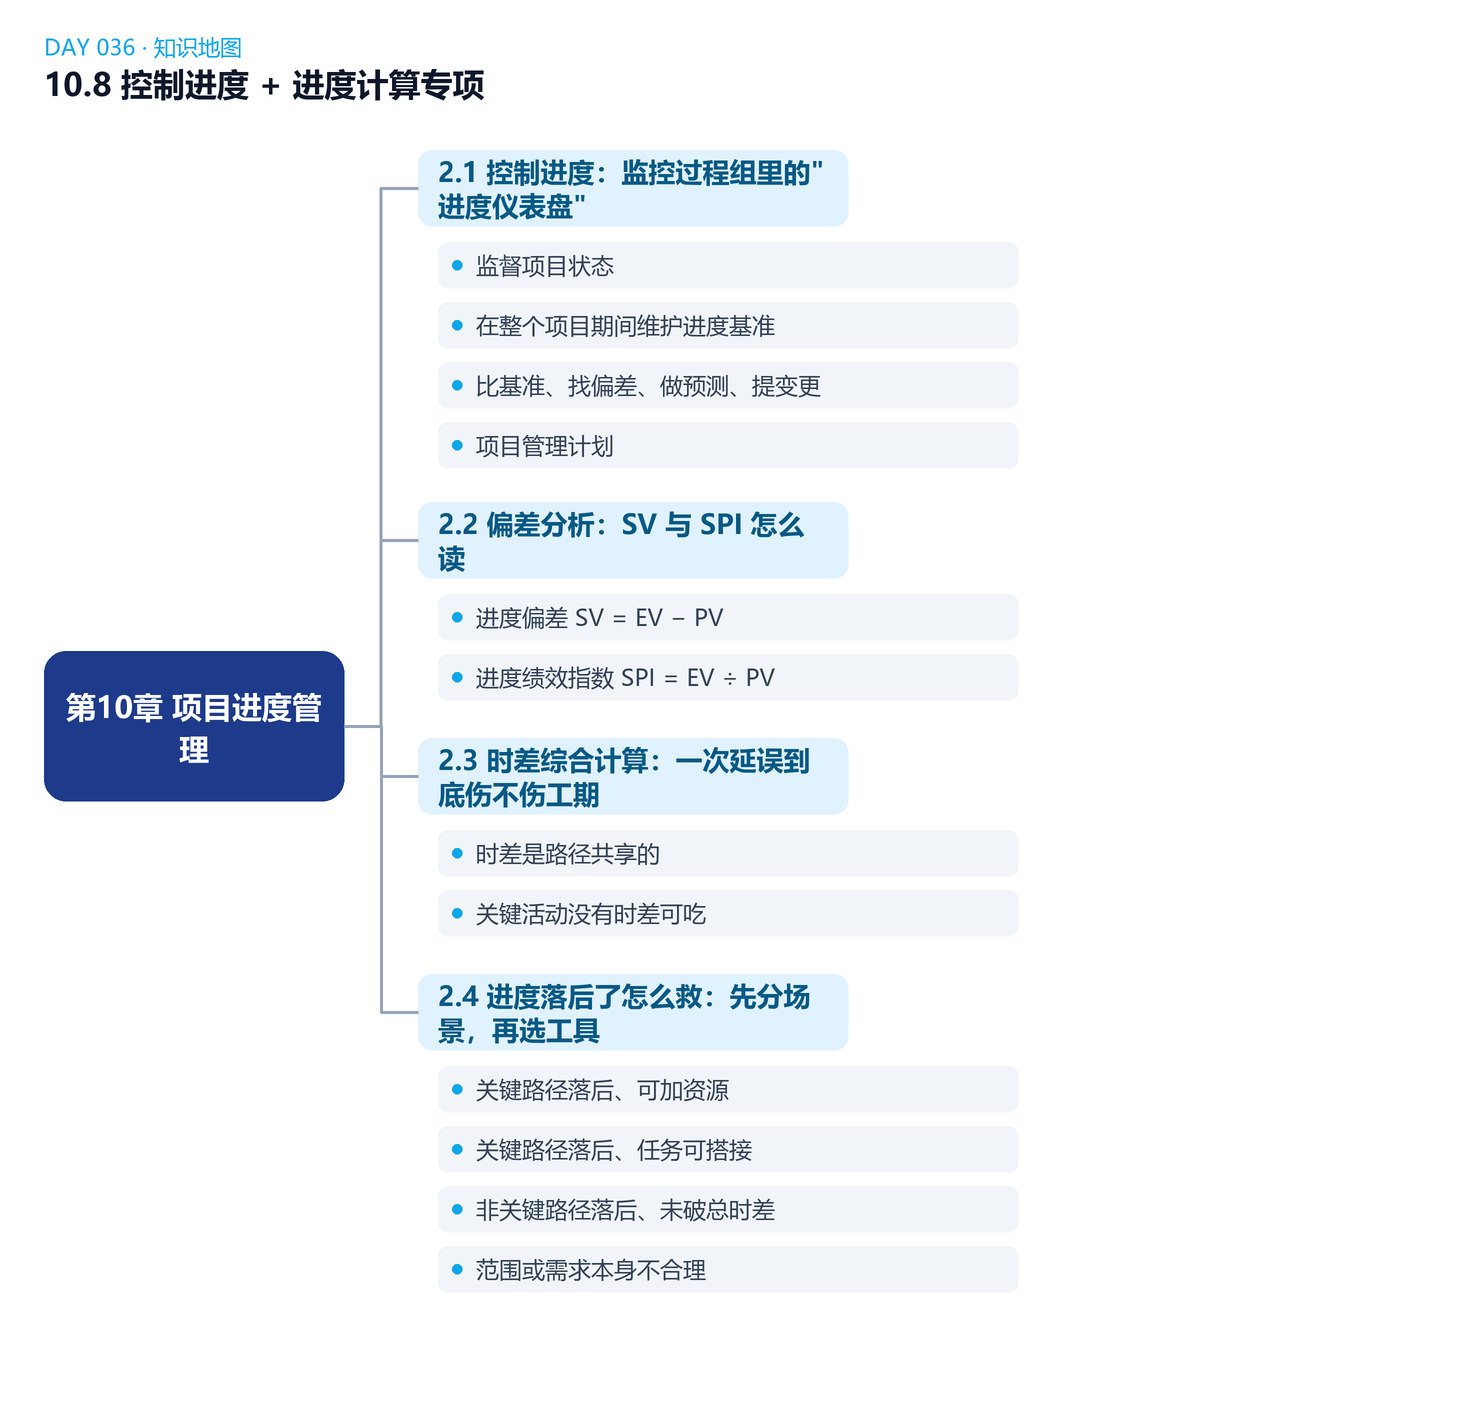 DAY 036 · 知识地图
10.8 控制进度 + 进度计算专项
2.1 控制进度：监控过程组里的"
进度仪表盘"
监督项目状态
在整个项目期间维护进度基准
比基准、找偏差、做预测、提变更
项目管理计划
2.2 偏差分析：SV 与 SPI 怎么
读
进度偏差 SV = EV − PV
进度绩效指数 SPI = EV ÷ PV
第10章 项目进度管
理
2.3 时差综合计算：一次延误到
底伤不伤工期
时差是路径共享的
关键活动没有时差可吃
2.4 进度落后了怎么救：先分场
景，再选工具
关键路径落后、可加资源
关键路径落后、任务可搭接
非关键路径落后、未破总时差
范围或需求本身不合理